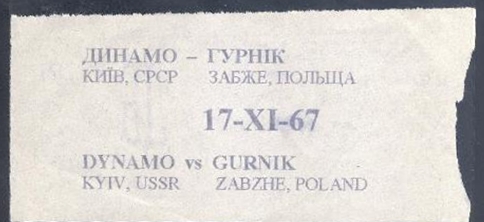 ДИНАМО – ГУРНІК
КИЇВ, СРСР ЗАБЖЕ, ПОЛЬЩА
17-XI-67
DYNAMO vs GURNIK
KYIV, USSR ZABZHE, POLAND